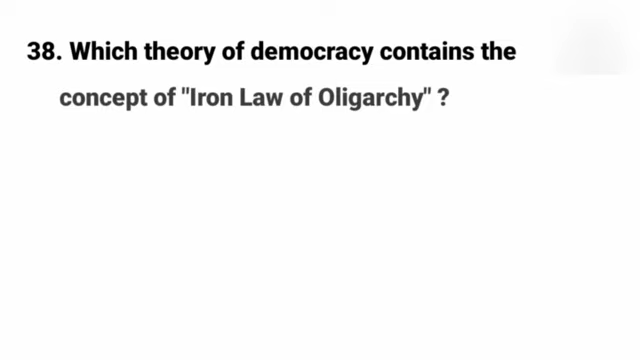 38. Which theory of democracy contains the
concept of "Iron Law of Oligarchy" ?